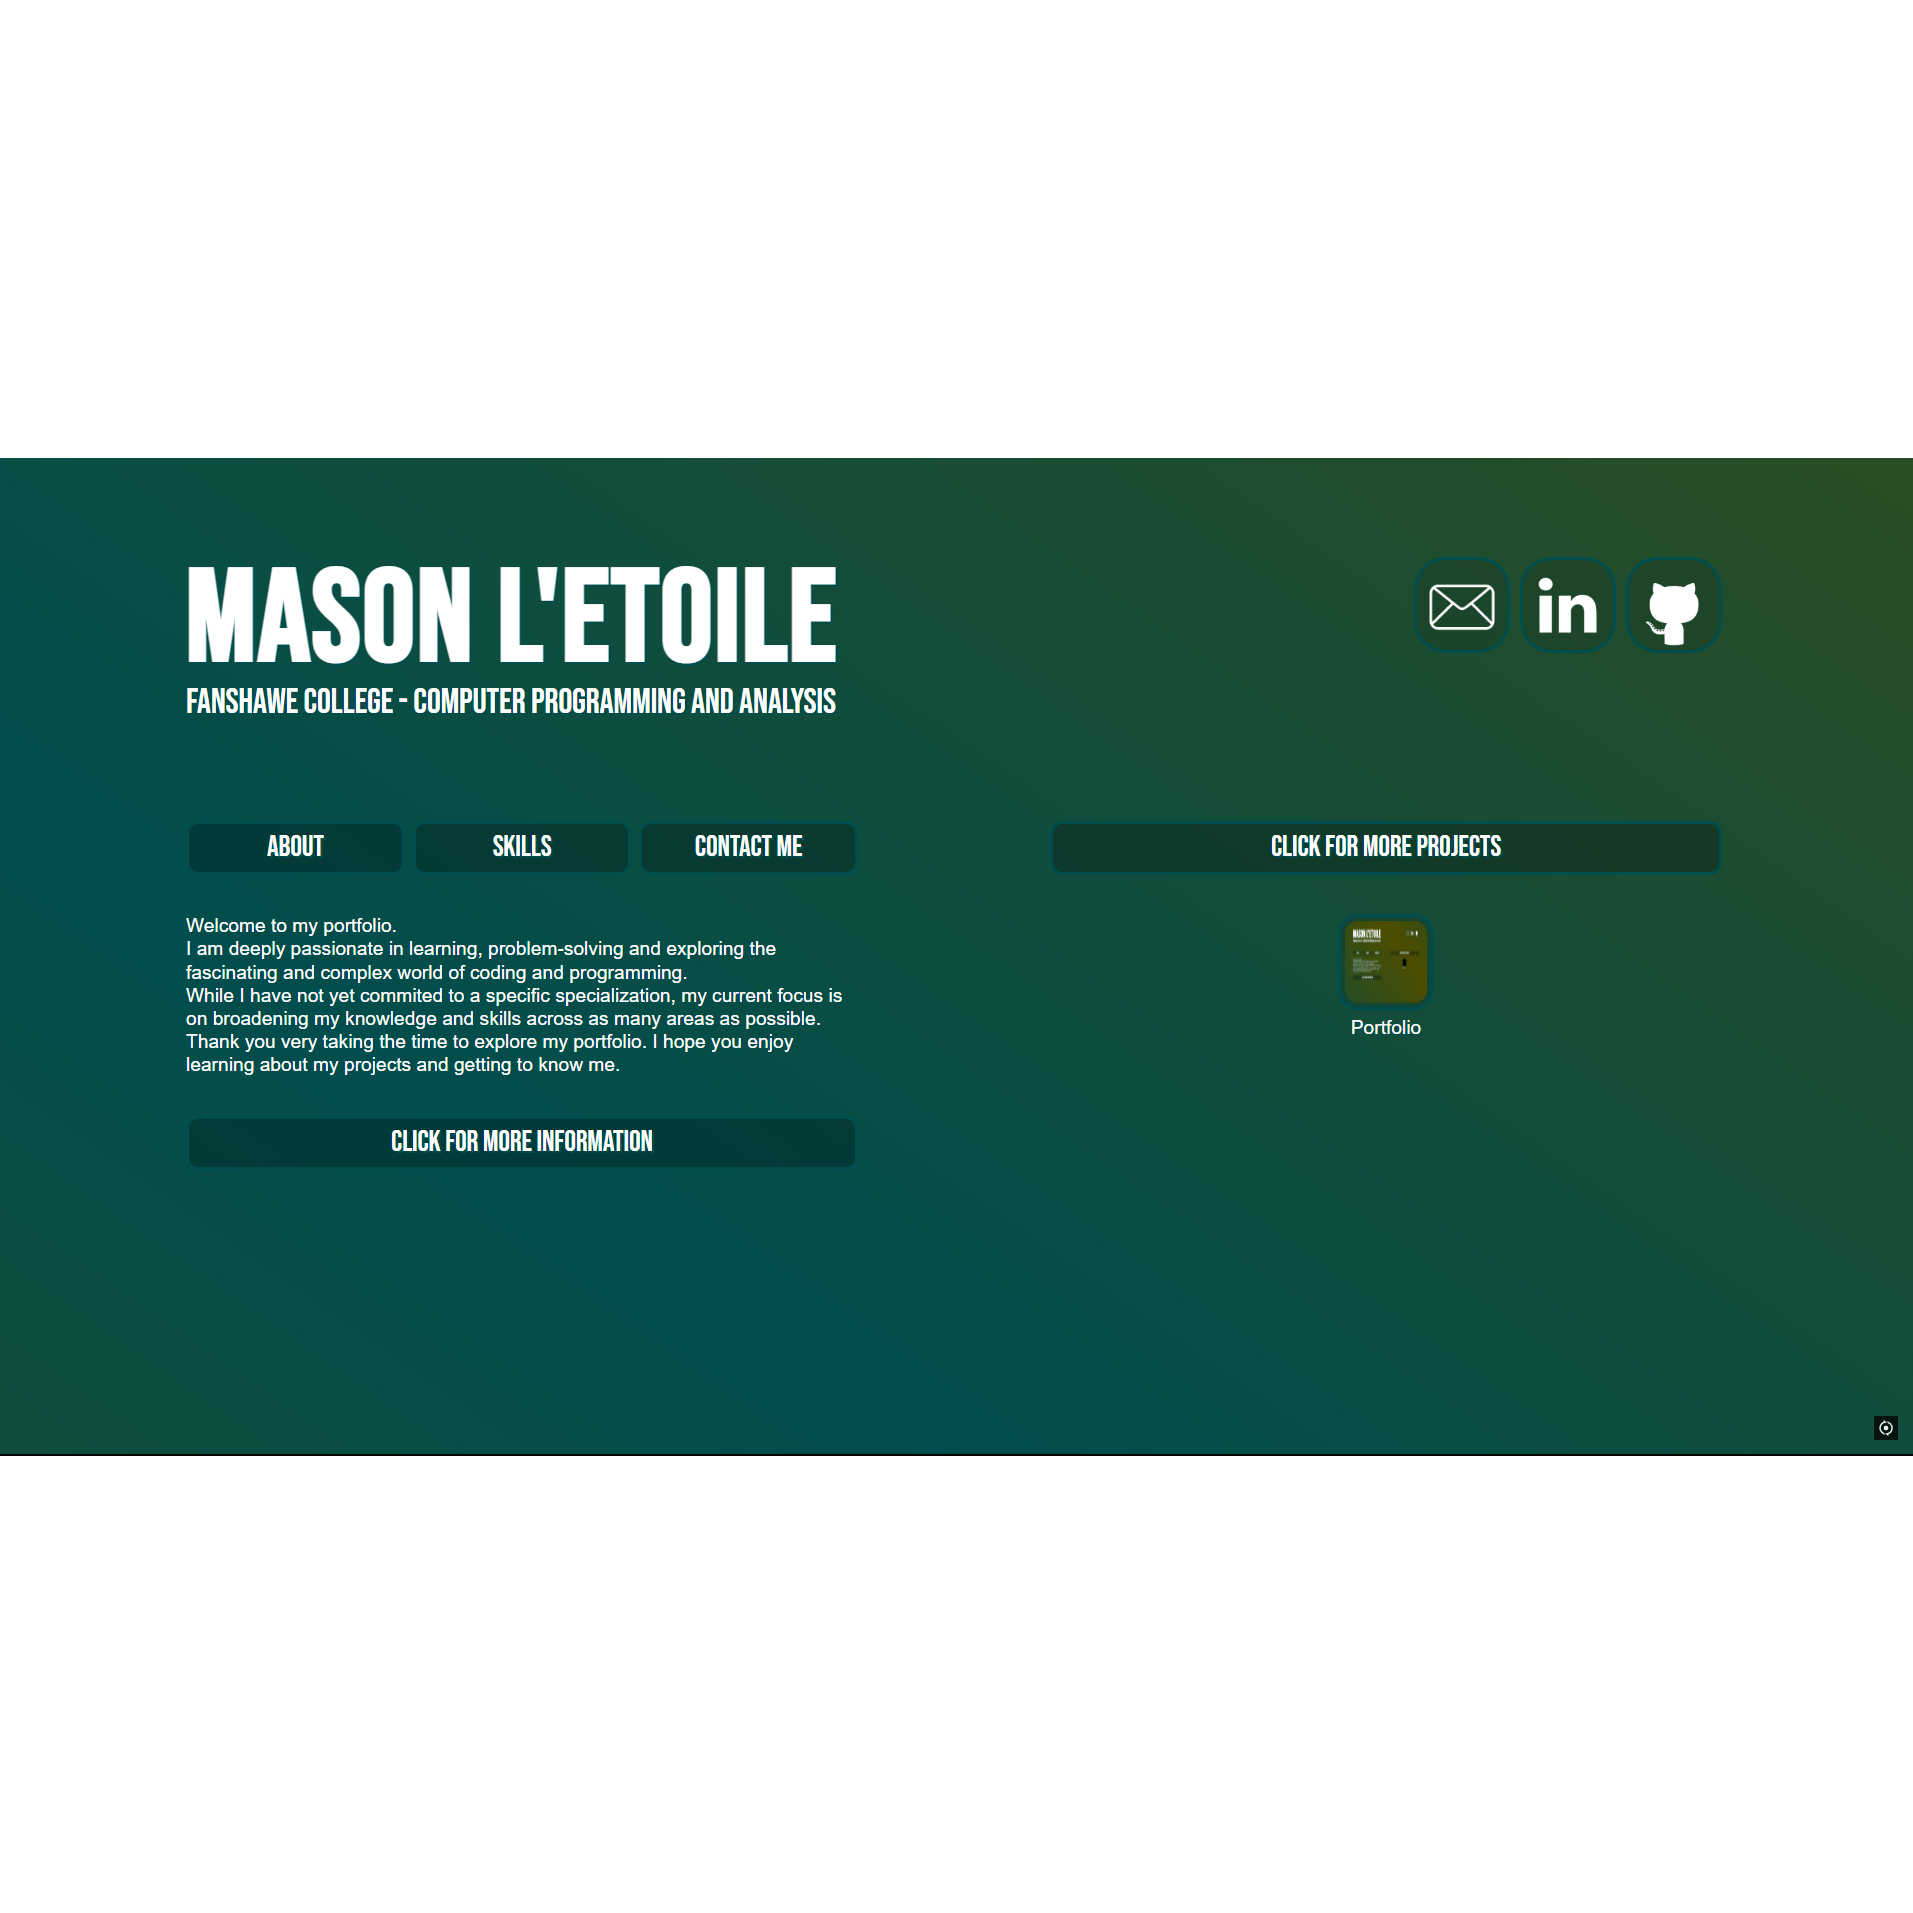 MASON L'ETOILE
FANSHAWE COLLEGE - COMPUTER PROGRAMMING AND ANALYSIS
in
ABOUT
SKILLS
CONTACT ME
Welcome to my portfolio.
I am deeply passionate in learning, problem-solving and exploring the
fascinating and complex world of coding and programming.
While I have not yet commited to a specific specialization, my current focus is
on broadening my knowledge and skills across as many areas as possible.
Thank you very taking the time to explore my portfolio. I hope you enjoy
learning about my projects and getting to know me.
CLICK FOR MORE INFORMATION
CLICK FOR MORE PROJECTS
MASON L'ETOILE
Portfolio